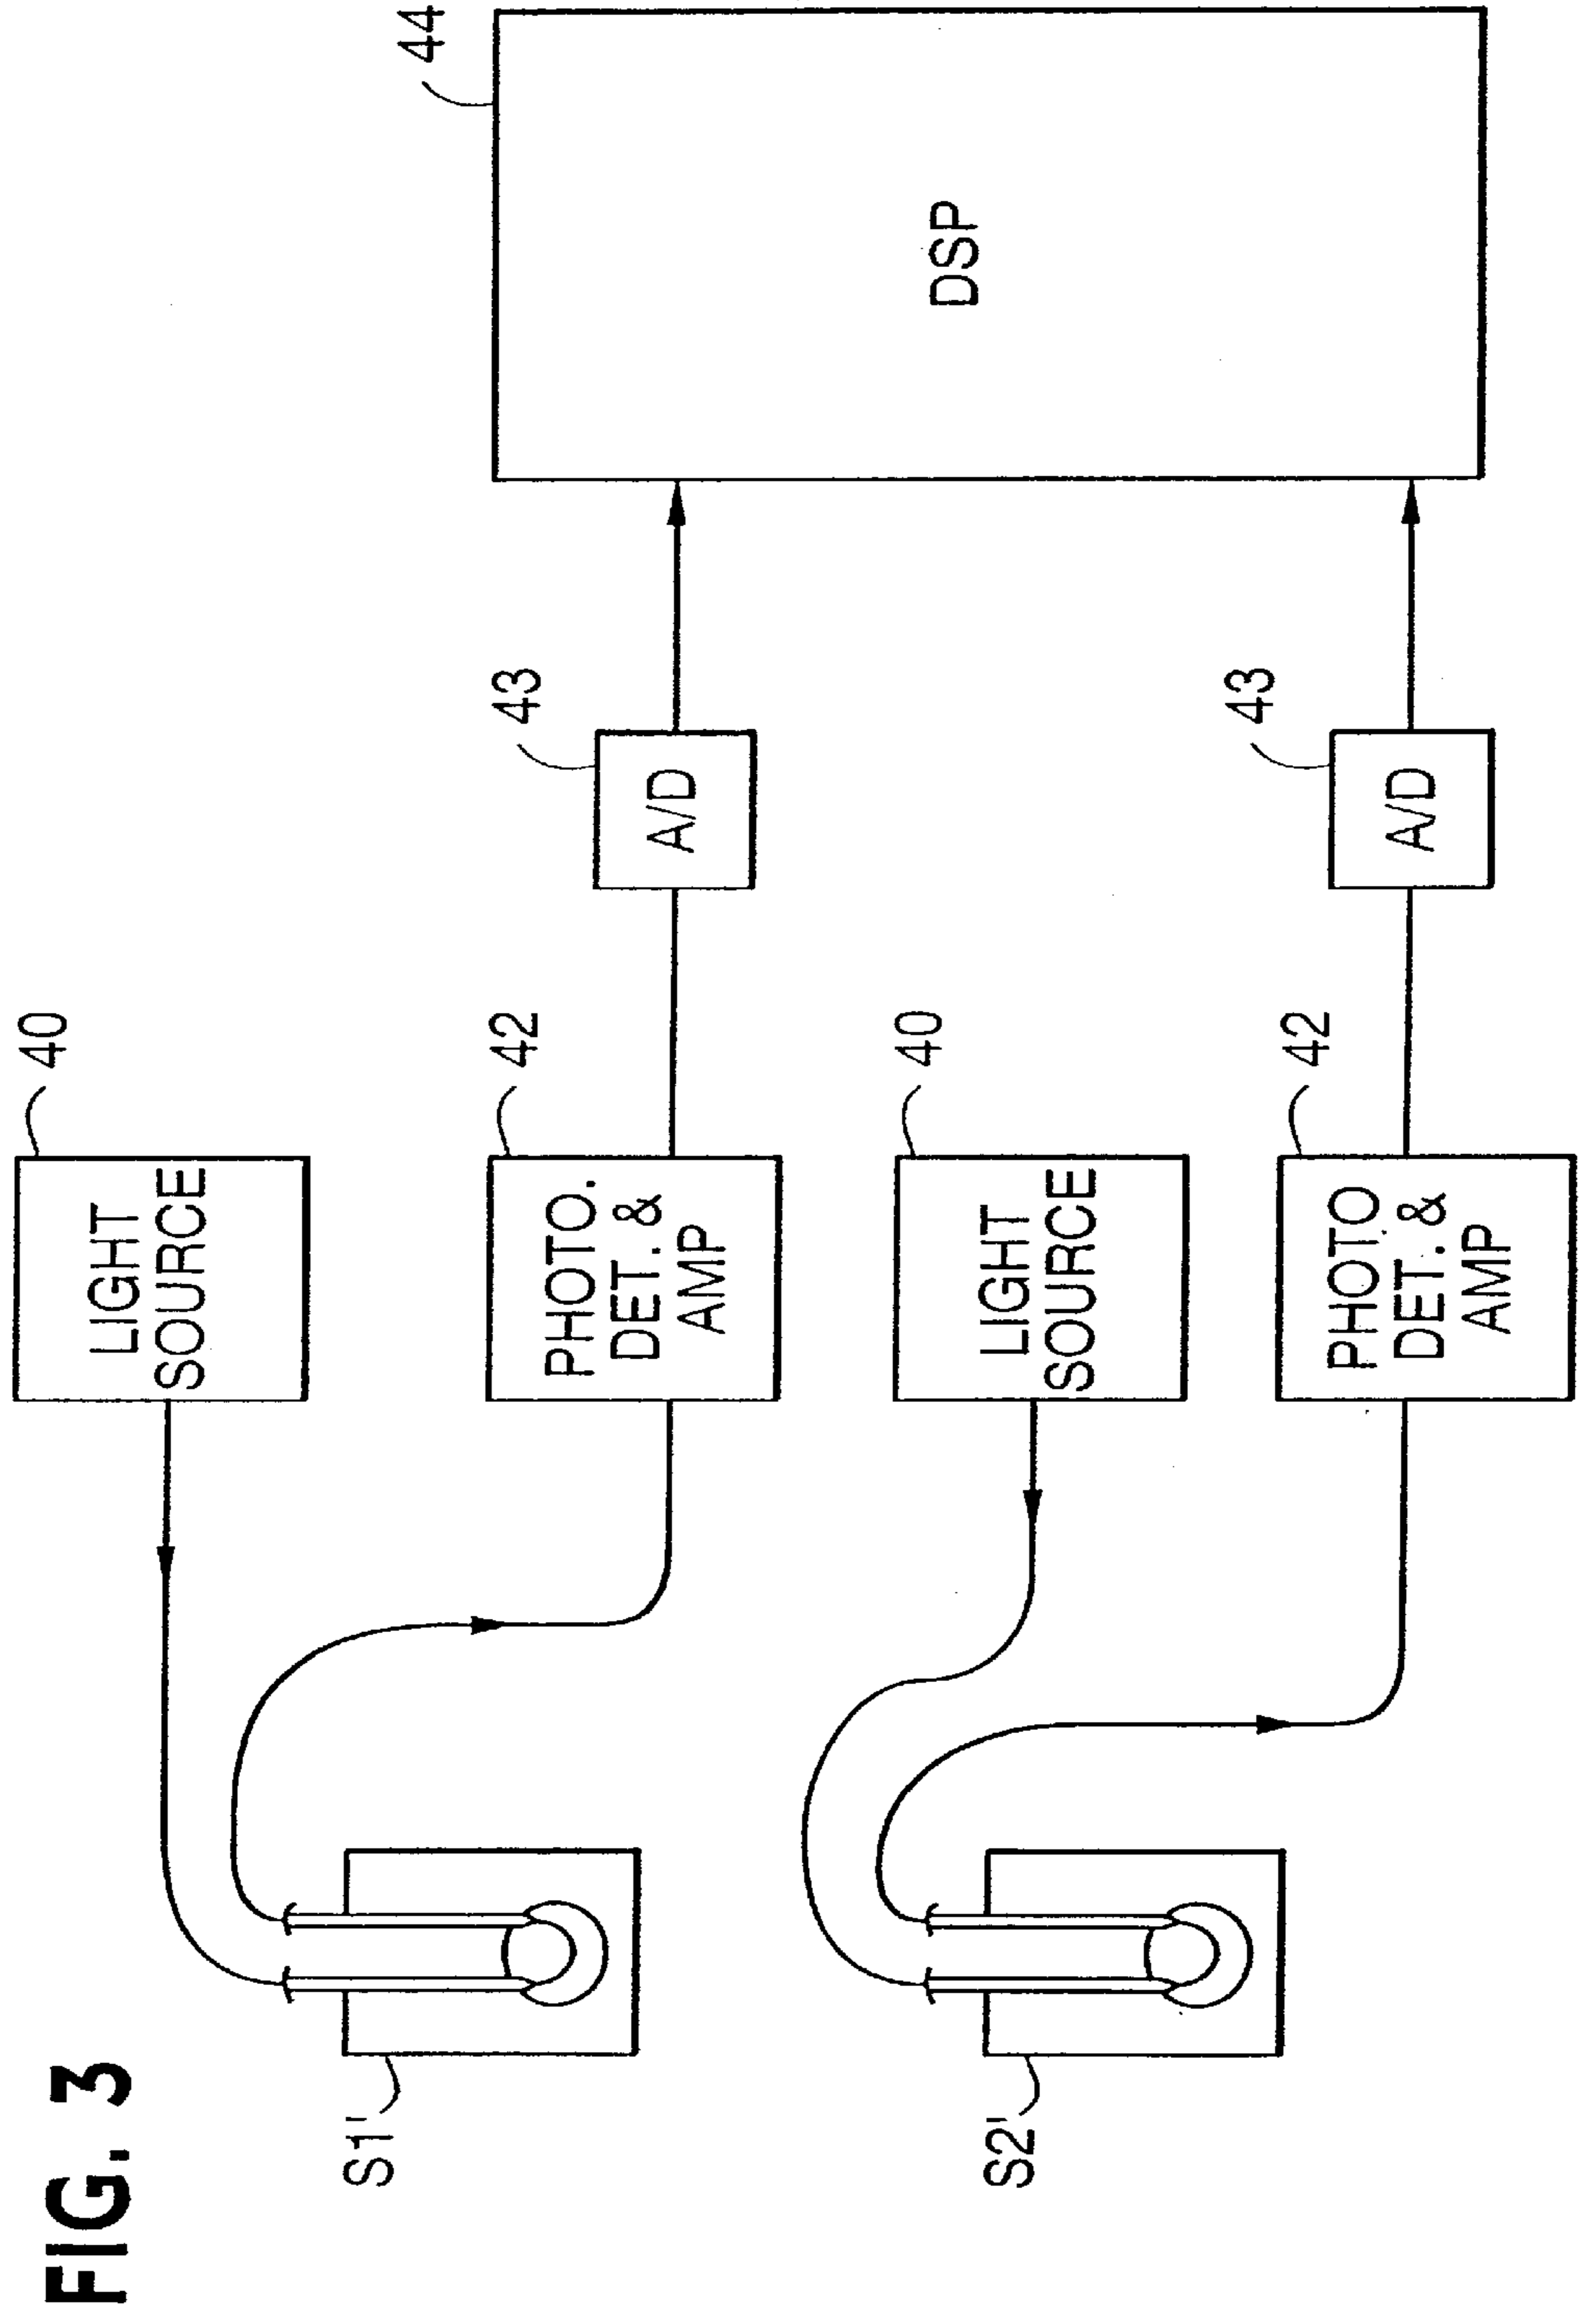 FIG. 3
40
LIGHT
SOURCE
S1'
42
PHOTO.
DET. &
AMP
43
A/D
44
DSP
40
LIGHT
SOURCE
S2'
42
PHOTO
DET. &
AMP
43
A/D